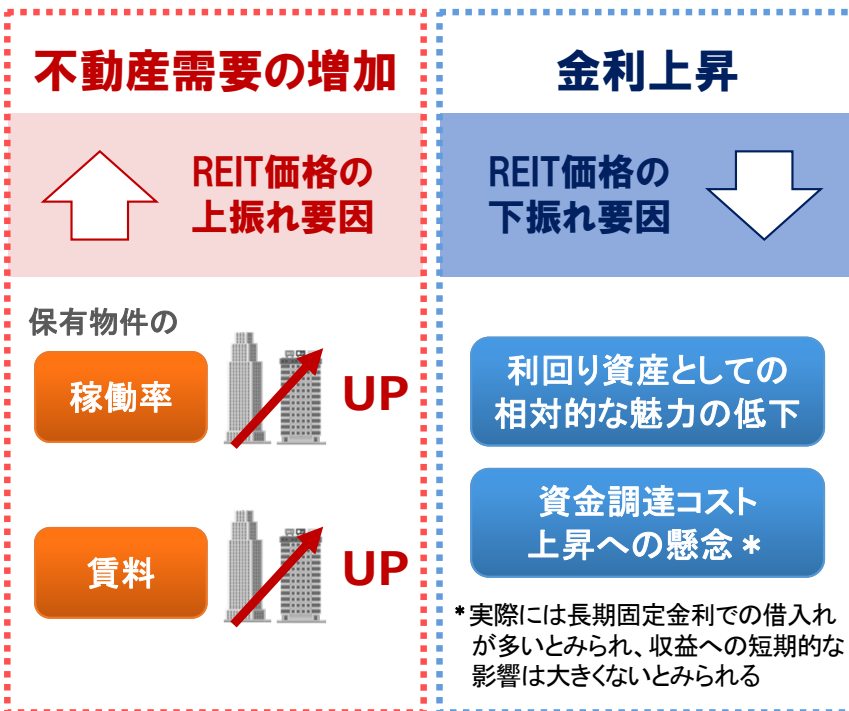 不動産需要の増加
REIT価格の
上振れ要因
保有物件の
稼働率
UP
賃料
UP
金利上昇
REIT価格の
下振れ要因
利回り資産としての
相対的な魅力の低下
資金調達コスト
上昇への懸念＊
＊実際には長期固定金利での借入れ
が多いとみられ、収益への短期的な
影響は大きくないとみられる